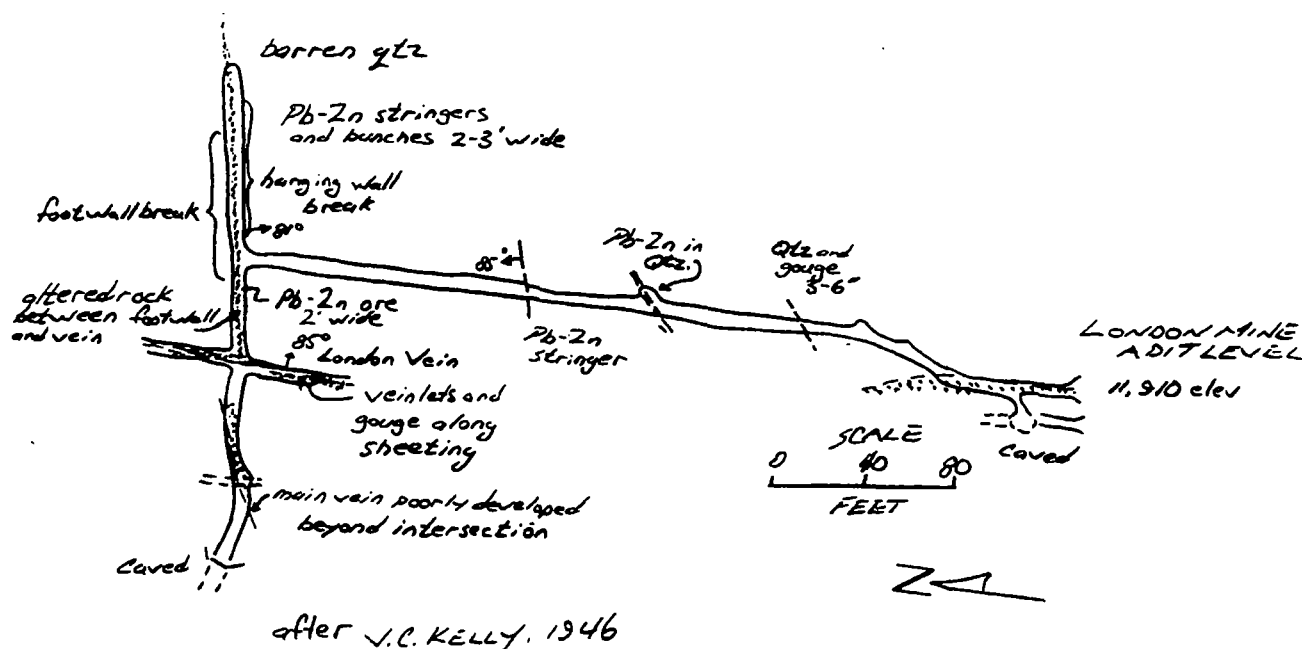 barren qtz
Pb-Zn stringers
and bunches 2-3' wide
hanging wall
break
footwall break
81°
85°
Pb-Zn in
Qtz.
Qtz and
gouge
3-6"
altered rock
between footwall
and vein
Pb-Zn ore
2' wide
85°
London Vein
Pb-Zn
stringer
LONDON MINE
ADIT LEVEL
11,910 elev
veinlets and
gouge along
sheeting
Caved
SCALE
0 40 80
FEET
main vein poorly developed
beyond intersection
Caved
N
after V.C. KELLY, 1946